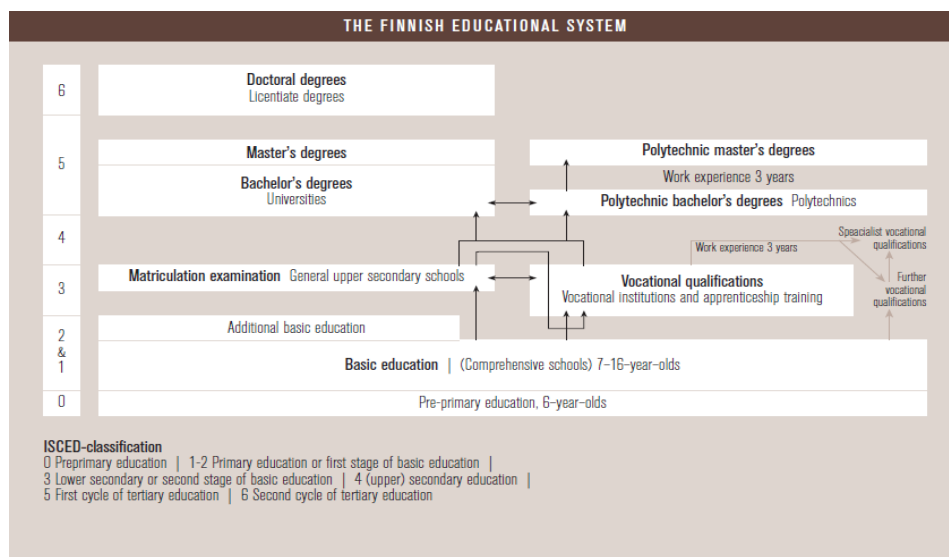 THE FINNISH EDUCATIONAL SYSTEM
6
Doctoral degrees
Licentiate degrees
5
Master's degrees
Bachelor's degrees
Universities
Polytechnic master's degrees
Work experience 3 years
Polytechnic bachelor's degrees Polytechnics
4
Work experience 3 years
Speacialist vocational
qualifications
3
Matriculation examination General upper secondary schools
Vocational qualifications
Vocational institutions and apprenticeship training
Further
vocational
qualifications
2
&
1
Additional basic education
Basic education | (Comprehensive schools) 7–16–year–olds
0
Pre-primary education, 6–year–olds
ISCED-classification
0 Preprimary education | 1-2 Primary education or first stage of basic education |
3 Lower secondary or second stage of basic education | 4 (upper) secondary education |
5 First cycle of tertiary education | 6 Second cycle of tertiary education